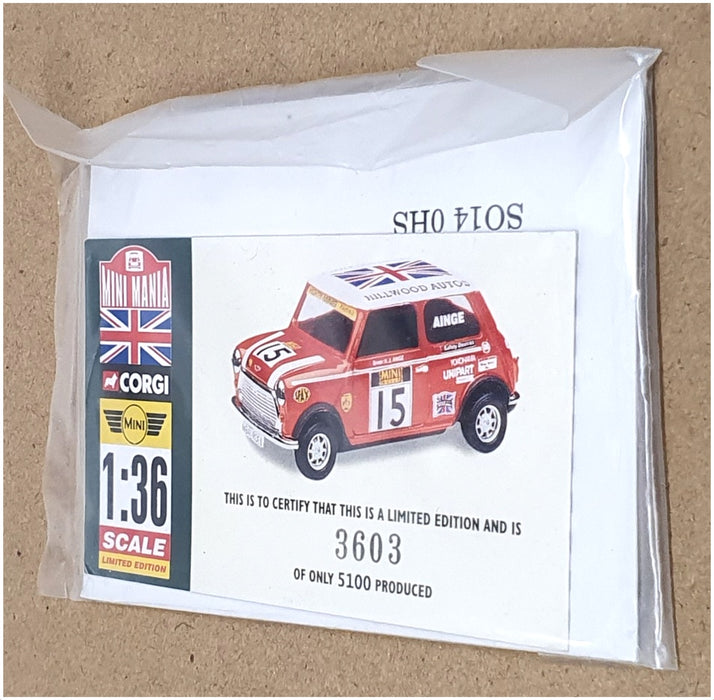 SO14 0HS
MINI MANIA
CORGI
MINI
1:36
SCALE
LIMITED EDITION
HILLWOOD AUTOS
AINGE
15
MINI
15
YOKOHAMA
UNIPART
THIS IS TO CERTIFY THAT THIS IS A LIMITED EDITION AND IS
3603
OF ONLY 5100 PRODUCED